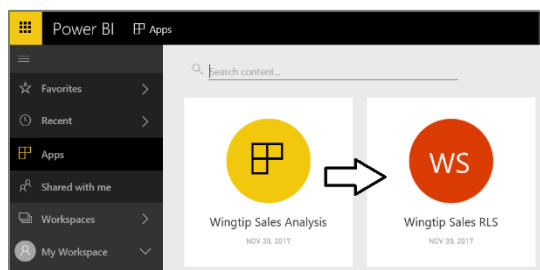 Power BI Apps
Search content...
Favorites
Recent
Apps
Shared with me
Workspaces
My Workspace
WS
Wingtip Sales Analysis
NOV 30, 2017
Wingtip Sales RLS
NOV 30, 2017